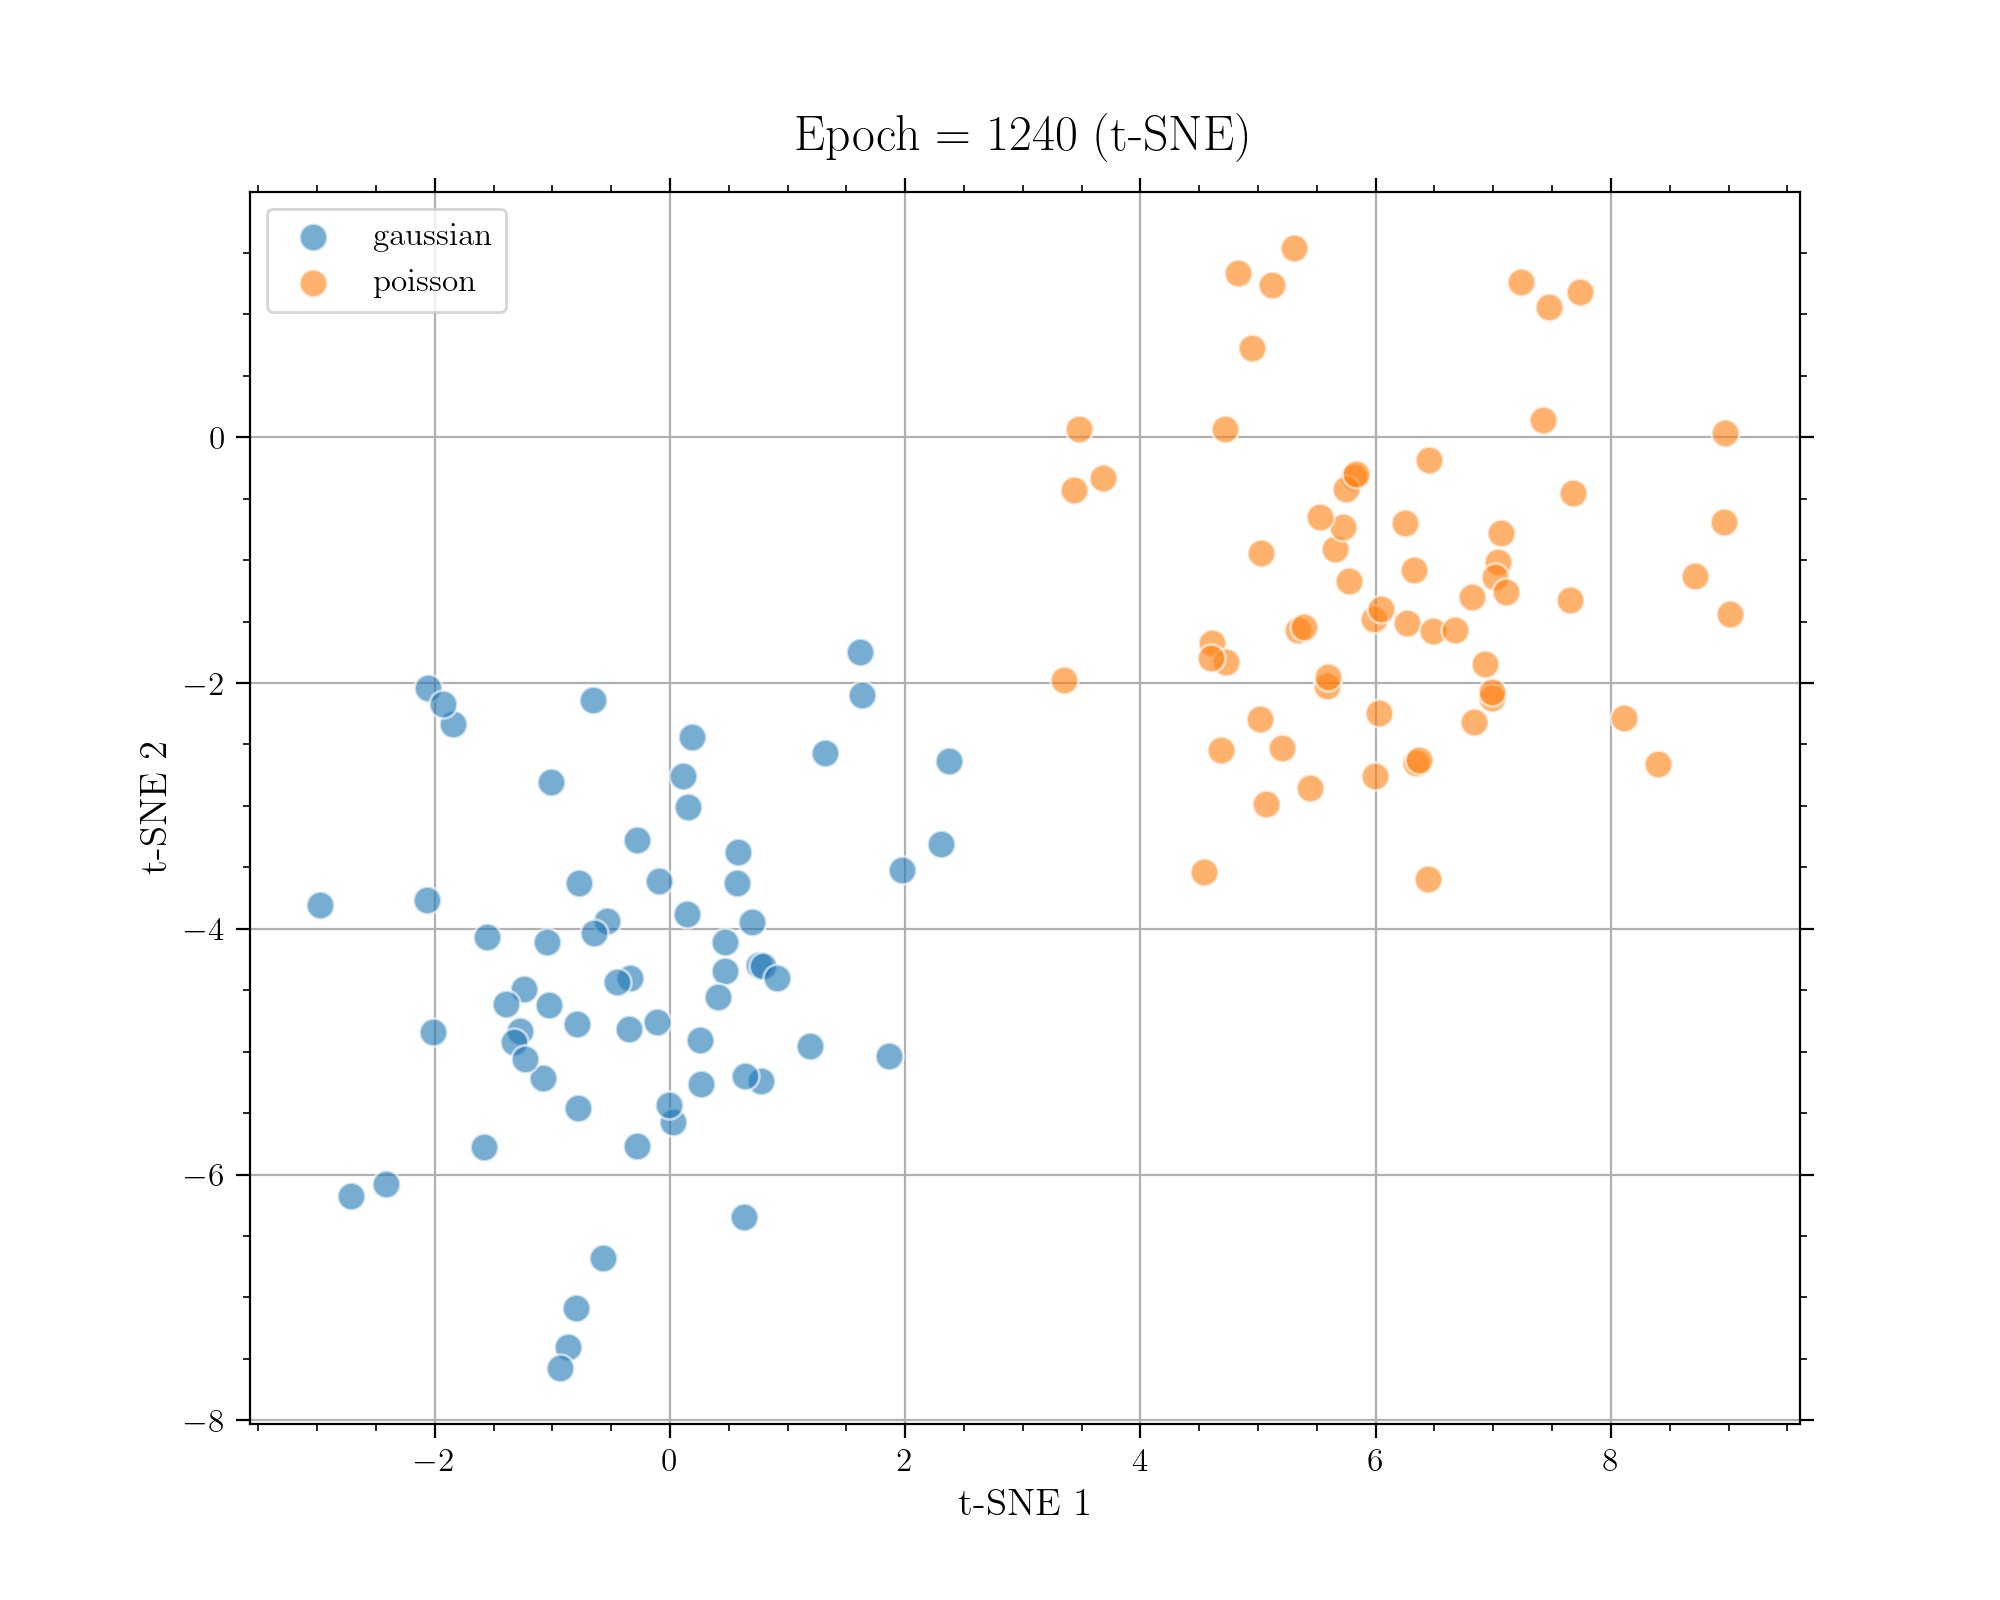 Epoch = 1240 (t-SNE)
gaussian
poisson
0
−2
−4
−6
−8
t-SNE 2
−2 0 2 4 6 8
t-SNE 1